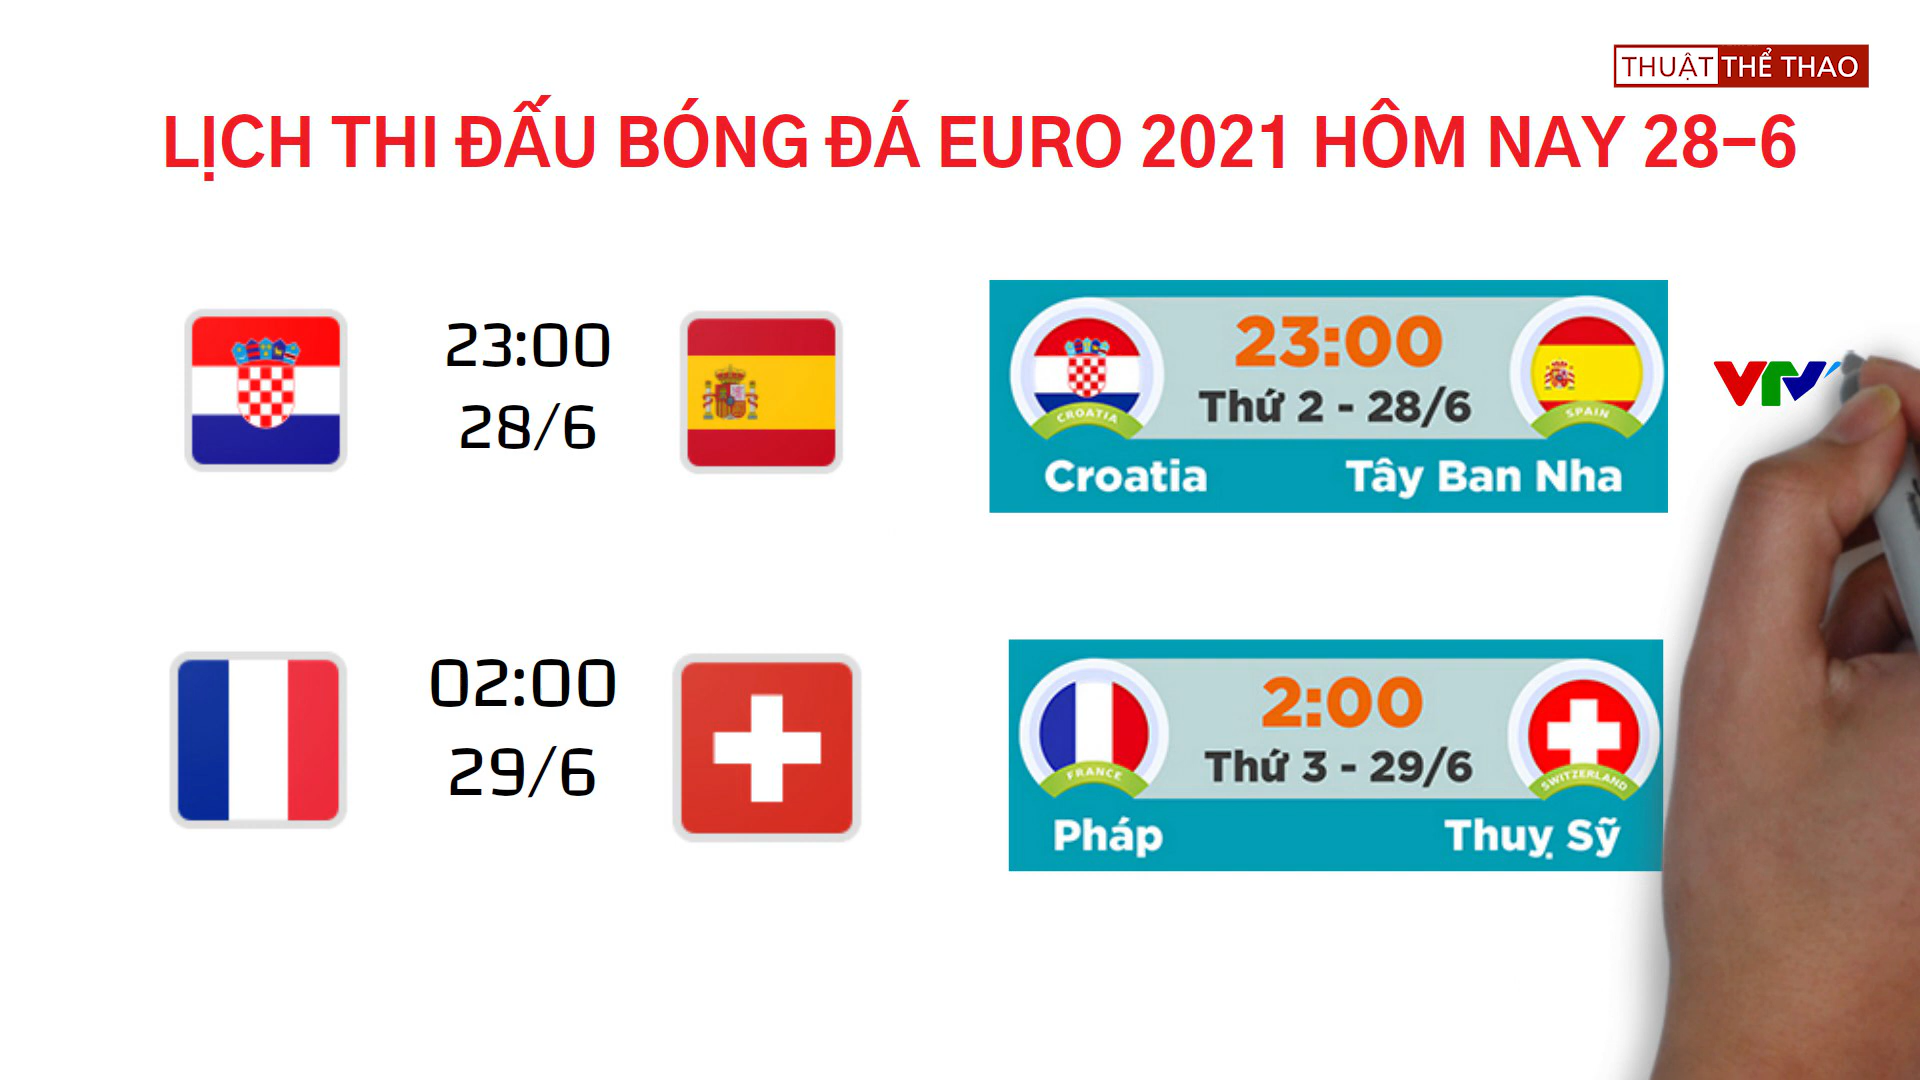 THUẬT THỂ THAO
LỊCH THI ĐẤU BÓNG ĐÁ EURO 2021 HÔM NAY 28-6
23:00
28/6
23:00
Thứ 2 - 28/6
CROATIA
SPAIN
Croatia
Tây Ban Nha
VTV
02:00
29/6
2:00
Thứ 3 - 29/6
FRANCE
SWITZERLAND
Pháp
Thuỵ Sỹ